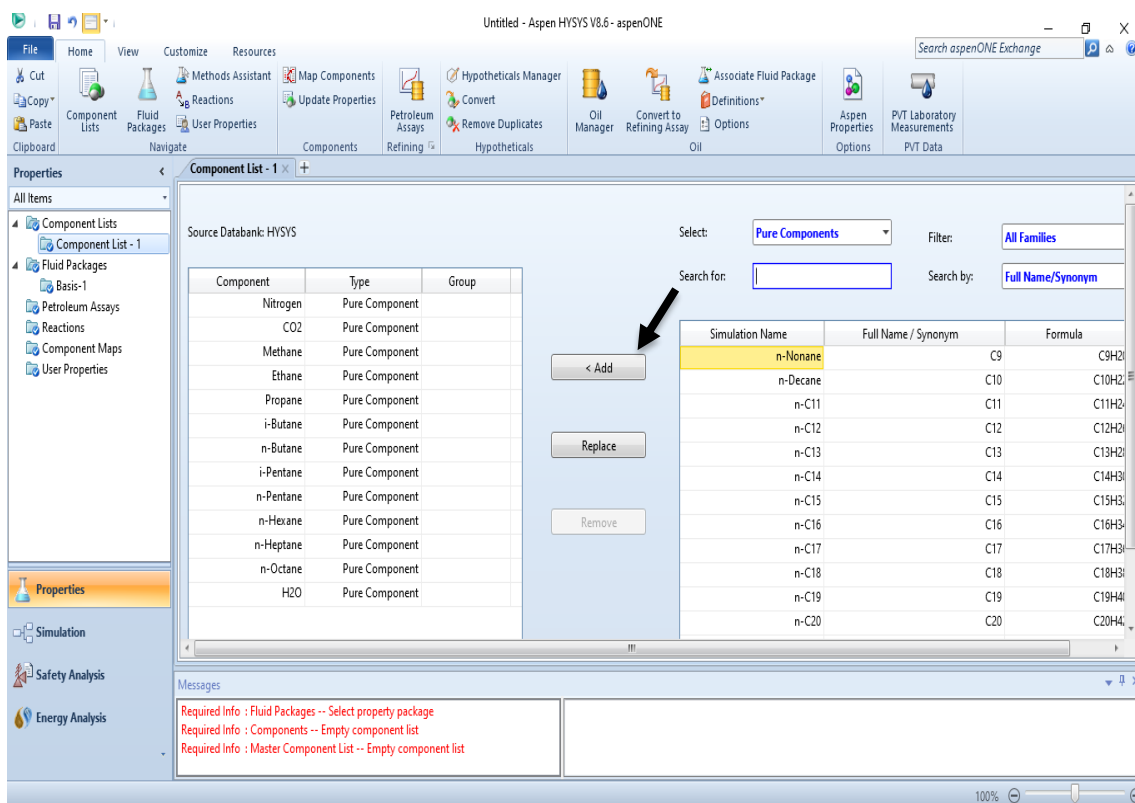 Untitled - Aspen HYSYS V8.6 - aspenONE
File Home View Customize Resources Search aspenONE Exchange
Cut
Copy
Paste
Clipboard
Component Lists
Fluid Packages
Methods Assistant
Reactions
User Properties
Navigate
Map Components
Update Properties
Components
Petroleum Assays
Refining
Hypotheticals Manager
Convert
Remove Duplicates
Hypotheticals
Oil Manager
Convert to Refining Assay
Associate Fluid Package
Definitions
Options
Oil
Aspen Properties
Options
PVT Laboratory Measurements
PVT Data
Properties
All Items
Component Lists
Component List - 1
Fluid Packages
Basis-1
Petroleum Assays
Reactions
Component Maps
User Properties
Properties
Simulation
Safety Analysis
Energy Analysis
Component List - 1
Source Databank: HYSYS
Select: Pure Components Filter: All Families
Search for: Search by: Full Name/Synonym
Component Type Group
Nitrogen Pure Component
CO2 Pure Component
Methane Pure Component
Ethane Pure Component
Propane Pure Component
i-Butane Pure Component
n-Butane Pure Component
i-Pentane Pure Component
n-Pentane Pure Component
n-Hexane Pure Component
n-Heptane Pure Component
n-Octane Pure Component
H2O Pure Component
< Add
Replace
Remove
Simulation Name Full Name / Synonym Formula
n-Nonane C9
n-Decane C10
n-C11 C11
n-C12 C12
n-C13 C13
n-C14 C14
n-C15 C15
n-C16 C16
n-C17 C17
n-C18 C18
n-C19 C19
n-C20 C20
Messages
Required Info : Fluid Packages -- Select property package
Required Info : Components -- Empty component list
Required Info : Master Component List -- Empty component list
100%